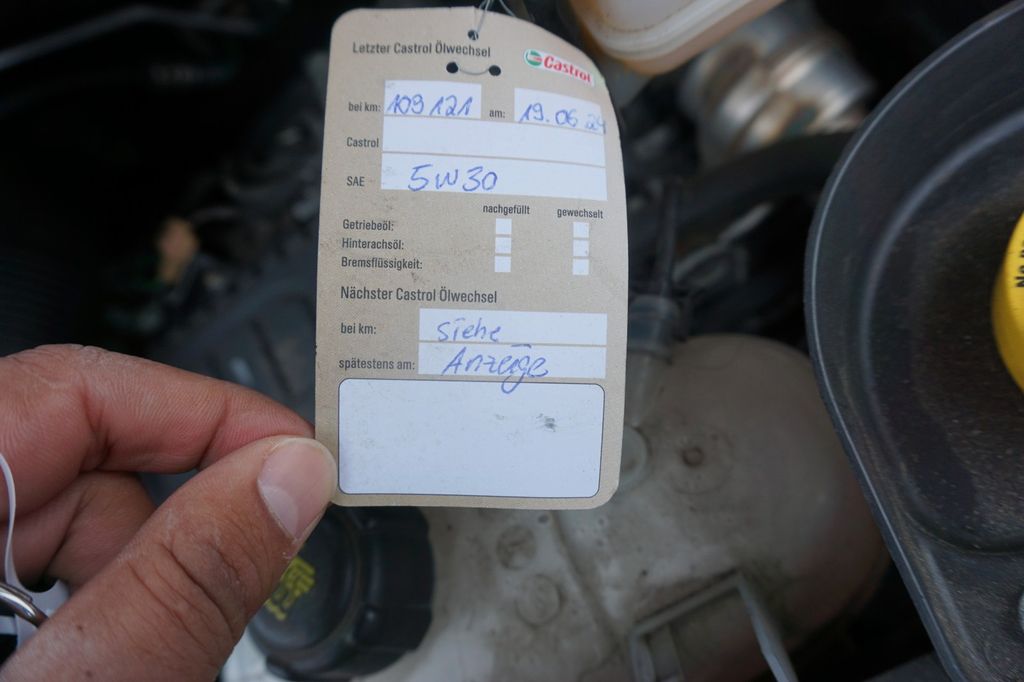 Letzter Castrol Ölwechsel
Castrol
bei km: 109 121 am: 19.06 24
Castrol
SAE 5W30
nachgefüllt gewechselt
Getriebeöl:
Hinterachsöl:
Bremsflüssigkeit:
Nächster Castrol Ölwechsel
bei km: siehe
spätestens am: Anzeige